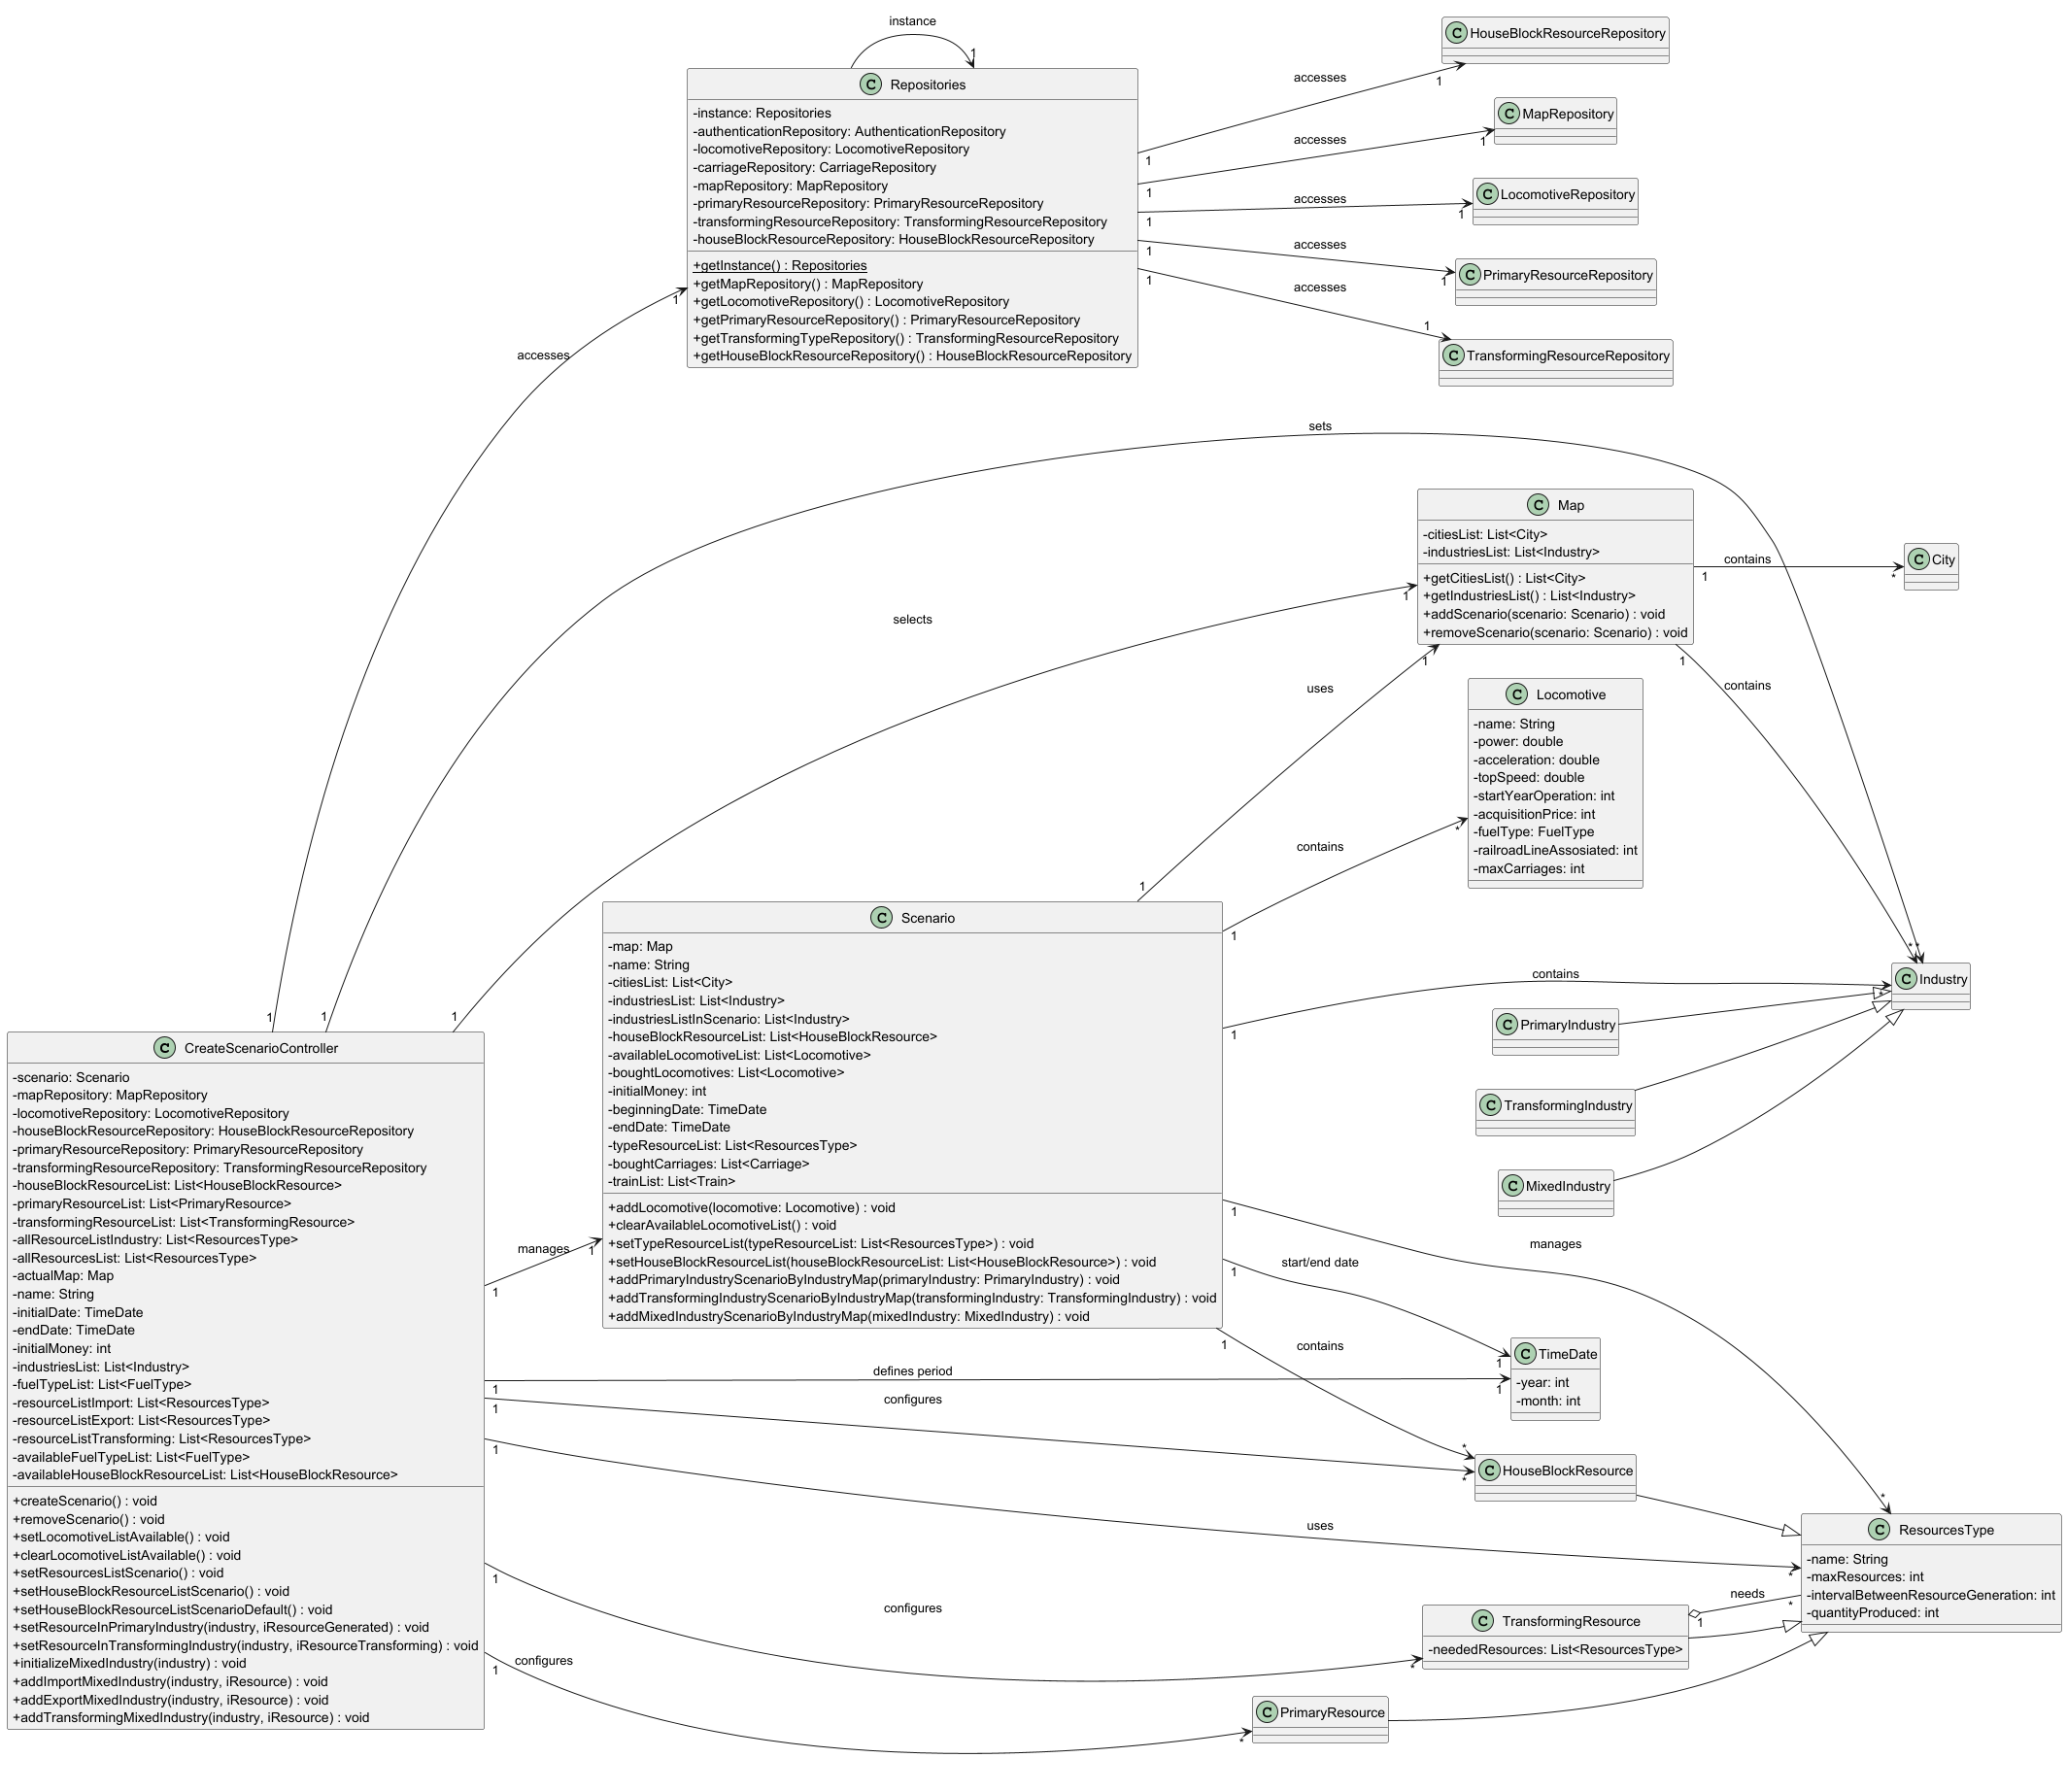 instance
1
C Repositories
-instance: Repositories
-authenticationRepository: AuthenticationRepository
-locomotiveRepository: LocomotiveRepository
-carriageRepository: CarriageRepository
-mapRepository: MapRepository
-primaryResourceRepository: PrimaryResourceRepository
-transformingResourceRepository: TransformingResourceRepository
-houseBlockResourceRepository: HouseBlockResourceRepository
+getInstance() : Repositories
+getMapRepository() : MapRepository
+getLocomotiveRepository() : LocomotiveRepository
+getPrimaryResourceRepository() : PrimaryResourceRepository
+getTransformingTypeRepository() : TransformingResourceRepository
+getHouseBlockResourceRepository() : HouseBlockResourceRepository
accesses
1
1
C HouseBlockResourceRepository
accesses
1
1
C MapRepository
accesses
1
1
C LocomotiveRepository
accesses
1
1
C PrimaryResourceRepository
accesses
1
1
C TransformingResourceRepository
accesses
1
1
sets
1
*
selects
1
1
C Map
-citiesList: List<City>
-industriesList: List<Industry>
+getCitiesList() : List<City>
+getIndustriesList() : List<Industry>
+addScenario(scenario: Scenario) : void
+removeScenario(scenario: Scenario) : void
contains
1
*
C City
contains
1
*
uses
1
1
C Locomotive
-name: String
-power: double
-acceleration: double
-topSpeed: double
-startYearOperation: int
-acquisitionPrice: int
-fuelType: FuelType
-railroadLineAssosiated: int
-maxCarriages: int
contains
1
*
C Scenario
-map: Map
-name: String
-citiesList: List<City>
-industriesList: List<Industry>
-industriesListInScenario: List<Industry>
-houseBlockResourceList: List<HouseBlockResource>
-availableLocomotiveList: List<Locomotive>
-boughtLocomotives: List<Locomotive>
-initialMoney: int
-beginningDate: TimeDate
-endDate: TimeDate
-typeResourceList: List<ResourcesType>
-boughtCarriages: List<Carriage>
-trainList: List<Train>
+addLocomotive(locomotive: Locomotive) : void
+clearAvailableLocomotiveList() : void
+setTypeResourceList(typeResourceList: List<ResourcesType>) : void
+setHouseBlockResourceList(houseBlockResourceList: List<HouseBlockResource>) : void
+addPrimaryIndustryScenarioByIndustryMap(primaryIndustry: PrimaryIndustry) : void
+addTransformingIndustryScenarioByIndustryMap(transformingIndustry: TransformingIndustry) : void
+addMixedIndustryScenarioByIndustryMap(mixedIndustry: MixedIndustry) : void
contains
1
*
C Industry
C PrimaryIndustry
C TransformingIndustry
C MixedIndustry
C CreateScenarioController
-scenario: Scenario
-mapRepository: MapRepository
-locomotiveRepository: LocomotiveRepository
-houseBlockResourceRepository: HouseBlockResourceRepository
-primaryResourceRepository: PrimaryResourceRepository
-transformingResourceRepository: TransformingResourceRepository
-houseBlockResourceList: List<HouseBlockResource>
-primaryResourceList: List<PrimaryResource>
-transformingResourceList: List<TransformingResource>
-allResourceListIndustry: List<ResourcesType>
-allResourcesList: List<ResourcesType>
-actualMap: Map
-name: String
-initialDate: TimeDate
-endDate: TimeDate
-initialMoney: int
-industriesList: List<Industry>
-fuelTypeList: List<FuelType>
-resourceListImport: List<ResourcesType>
-resourceListExport: List<ResourcesType>
-resourceListTransforming: List<ResourcesType>
-availableFuelTypeList: List<FuelType>
-availableHouseBlockResourceList: List<HouseBlockResource>
+createScenario() : void
+removeScenario() : void
+setLocomotiveListAvailable() : void
+clearLocomotiveListAvailable() : void
+setResourcesListScenario() : void
+setHouseBlockResourceListScenario() : void
+setHouseBlockResourceListScenarioDefault() : void
+setResourceInPrimaryIndustry(industry, iResourceGenerated) : void
+setResourceInTransformingIndustry(industry, iResourceTransforming) : void
+initializeMixedIndustry(industry) : void
+addImportMixedIndustry(industry, iResource) : void
+addExportMixedIndustry(industry, iResource) : void
+addTransformingMixedIndustry(industry, iResource) : void
manages
1
1
manages
1
*
start/end date
1
1
contains
1
*
defines period
1
1
C TimeDate
-year: int
-month: int
configures
1
*
C HouseBlockResource
uses
1
*
C ResourcesType
-name: String
-maxResources: int
-intervalBetweenResourceGeneration: int
-quantityProduced: int
needs
1
*
configures
1
*
C TransformingResource
-neededResources: List<ResourcesType>
configures
1
*
C PrimaryResource